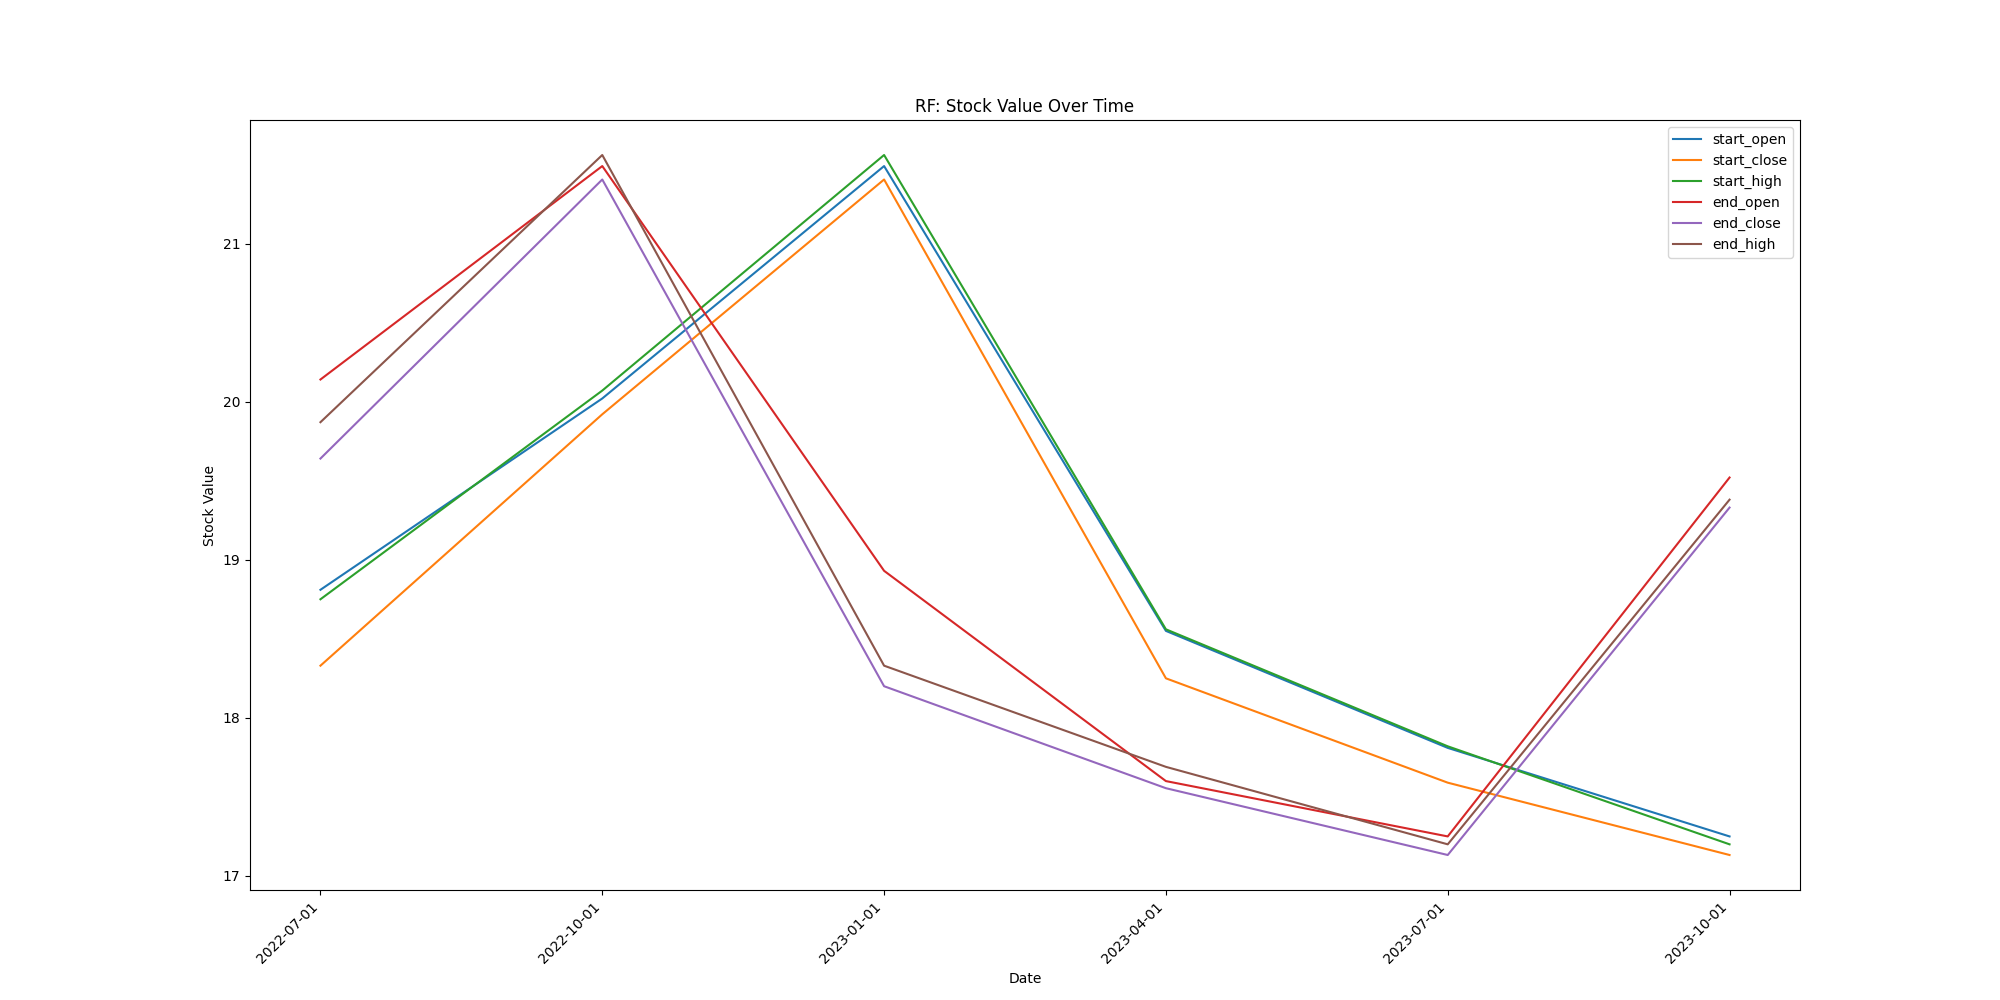 RF: Stock Value Over Time
start_open
start_close
start_high
end_open
end_close
end_high
Stock Value
21
20
19
18
17
2022-07-01
2022-10-01
2023-01-01
2023-04-01
2023-07-01
2023-10-01
Date